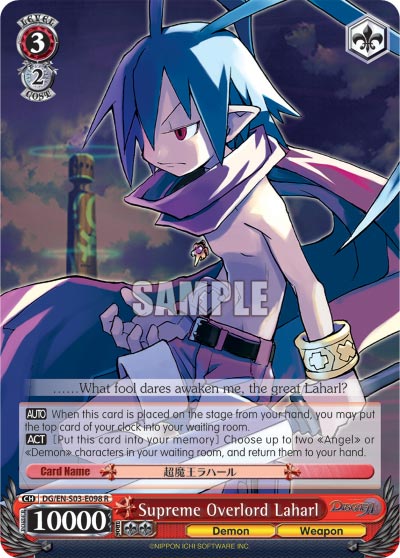 LEVEL
3
2
COST
SAMPLE
......What fool dares awaken me, the great Laharl?
AUTO When this card is placed on the stage from your hand, you may put
the top card of your clock into your waiting room.
ACT [Put this card into your memory] Choose up to two «Angel» or
«Demon» characters in your waiting room, and return them to your hand.
Card Name 超魔王ラハール
CH DG/EN-S03-E098 R Supreme Overlord Laharl DISGAEA
POWER 10000 SOUL Demon Weapon
©NIPPON ICHI SOFTWARE INC.